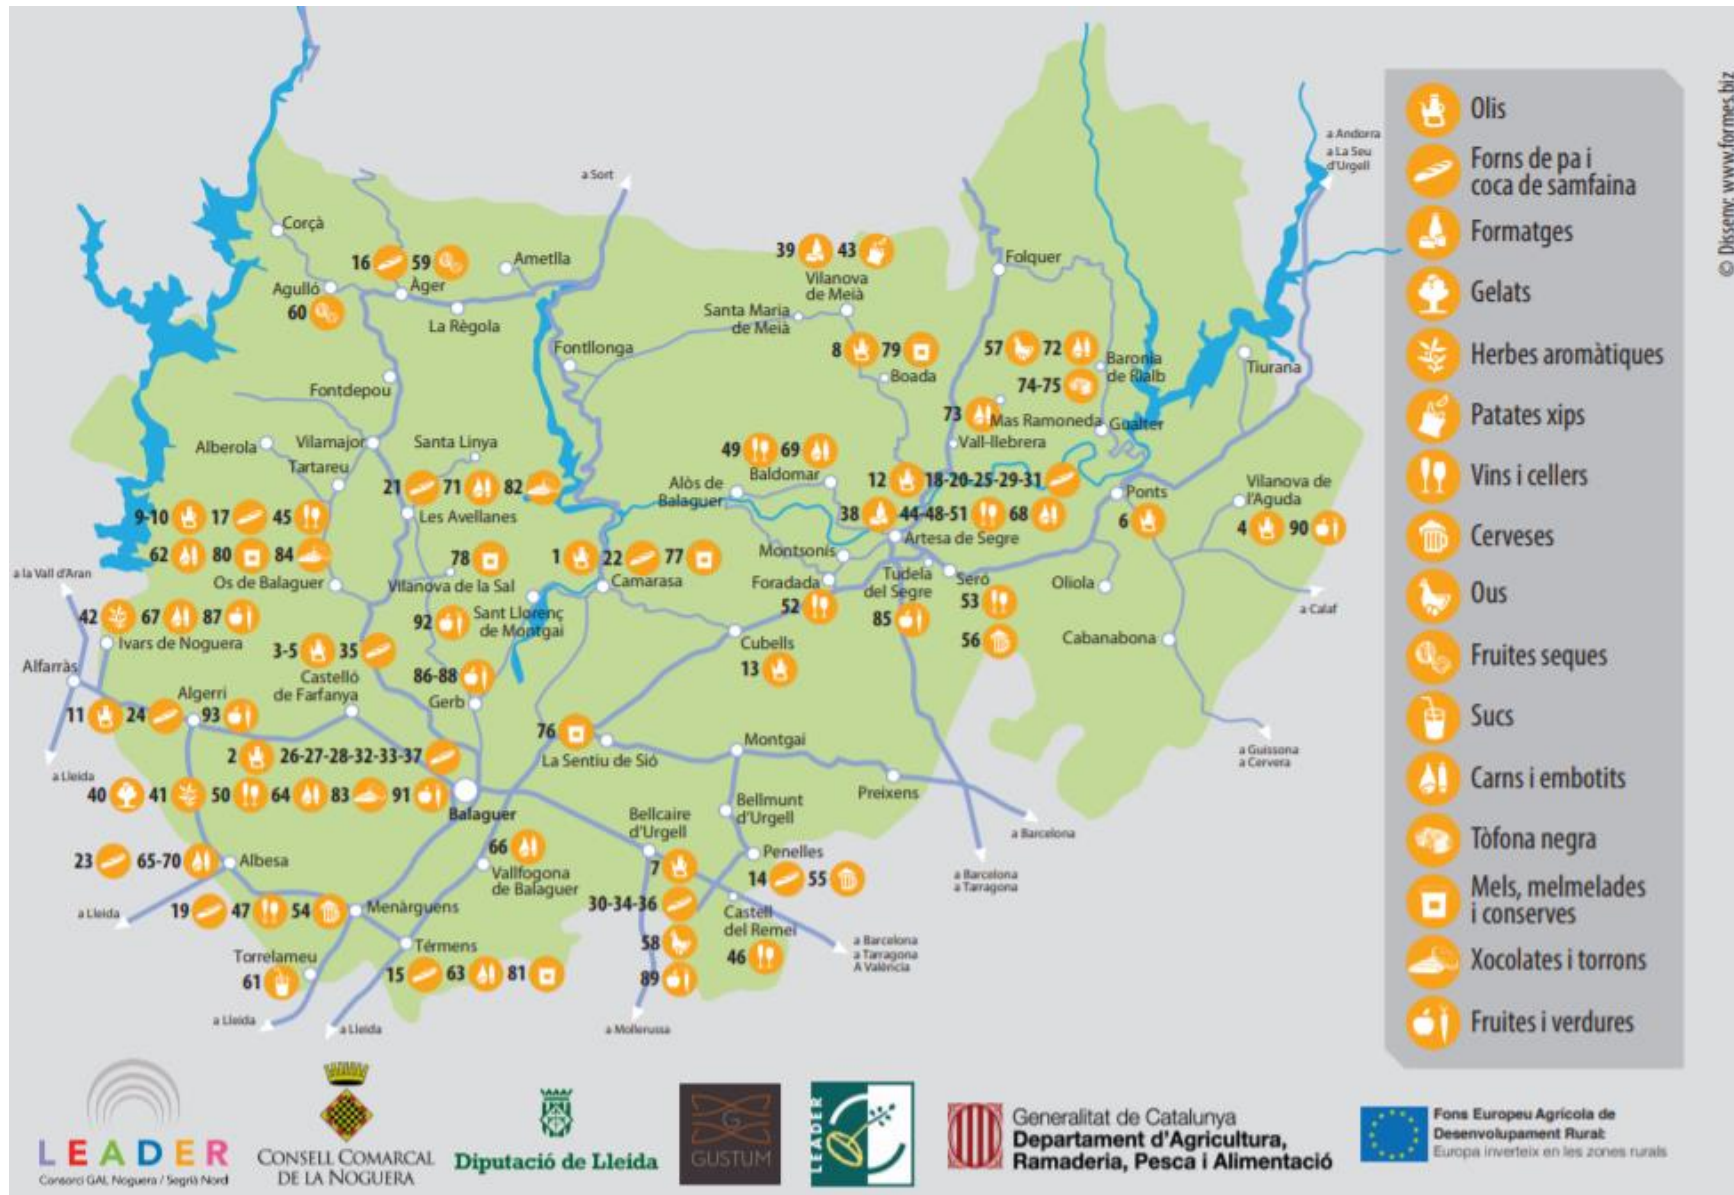 © Disseny: www.formes.biz
a Andorra
a La Seu
d'Urgell
a Sort
Corçà
16 59
Àger
Ametlla
Agulló
60
La Règola
39 43
Vilanova
de Meià
Santa Maria
de Meià
Folquer
Fontllonga
8 79
Boada
57 72
Baronia
de Rialb
74-75
Tiurana
Fontdepou
73
Mas Ramoneda
Gualter
Vall-llebrera
Alberola
Vilamajor
Santa Linya
Tartareu
49 69
Baldomar
21 71 82
Les Avellanes
Alòs de
Balaguer
12 18-20-25-29-31
Ponts
6
Vilanova de
l'Aguda
4 90
9-10 17 45
62 80 84
Os de Balaguer
38 44-48-51 68
Artesa de Segre
78
Vilanova de la Sal
1 22 77
Camarasa
Montsonís
Foradada
52
Tudela
del Segre
85
Seró
53
56
Oliola
a Calaf
Cabanabona
a la Vall d'Aran
42 67 87
Ivars de Noguera
92
Sant Llorenç
de Montgai
Cubells
13
3-5 35
Castelló
de Farfanya
86-88
Gerb
Alfarràs
Algerri
11 24 93
76
La Sentiu de Sió
Montgai
a Guissona
a Cervera
2 26-27-28-32-33-37
a Lleida
40 41 50 64 83 91
Balaguer
Preixens
Bellmunt
d'Urgell
Bellcaire
d'Urgell
7
a Barcelona
66
Vallfogona
de Balaguer
Penelles
14 55
a Barcelona
a Tarragona
23 65-70
Albesa
a Lleida
19 47 54
Menàrguens
30-34-36
58
89
Castell
del Remei
46
a Barcelona
a Tarragona
A València
Térmens
15 63 81
Torrelameu
61
a Lleida
a Lleida
a Mollerussa
Olis
Forns de pa i
coca de samfaina
Formatges
Gelats
Herbes aromàtiques
Patates xips
Vins i cellers
Cerveses
Ous
Fruites seques
Sucs
Carns i embotits
Tòfona negra
Mels, melmelades
i conserves
Xocolates i torrons
Fruites i verdures
LEADER
Consorci GAL Noguera / Segrià Nord
CONSELL COMARCAL
DE LA NOGUERA
Diputació de Lleida
G
GUSTUM
LEADER
Generalitat de Catalunya
Departament d'Agricultura,
Ramaderia, Pesca i Alimentació
Fons Europeu Agrícola de
Desenvolupament Rural:
Europa inverteix en les zones rurals